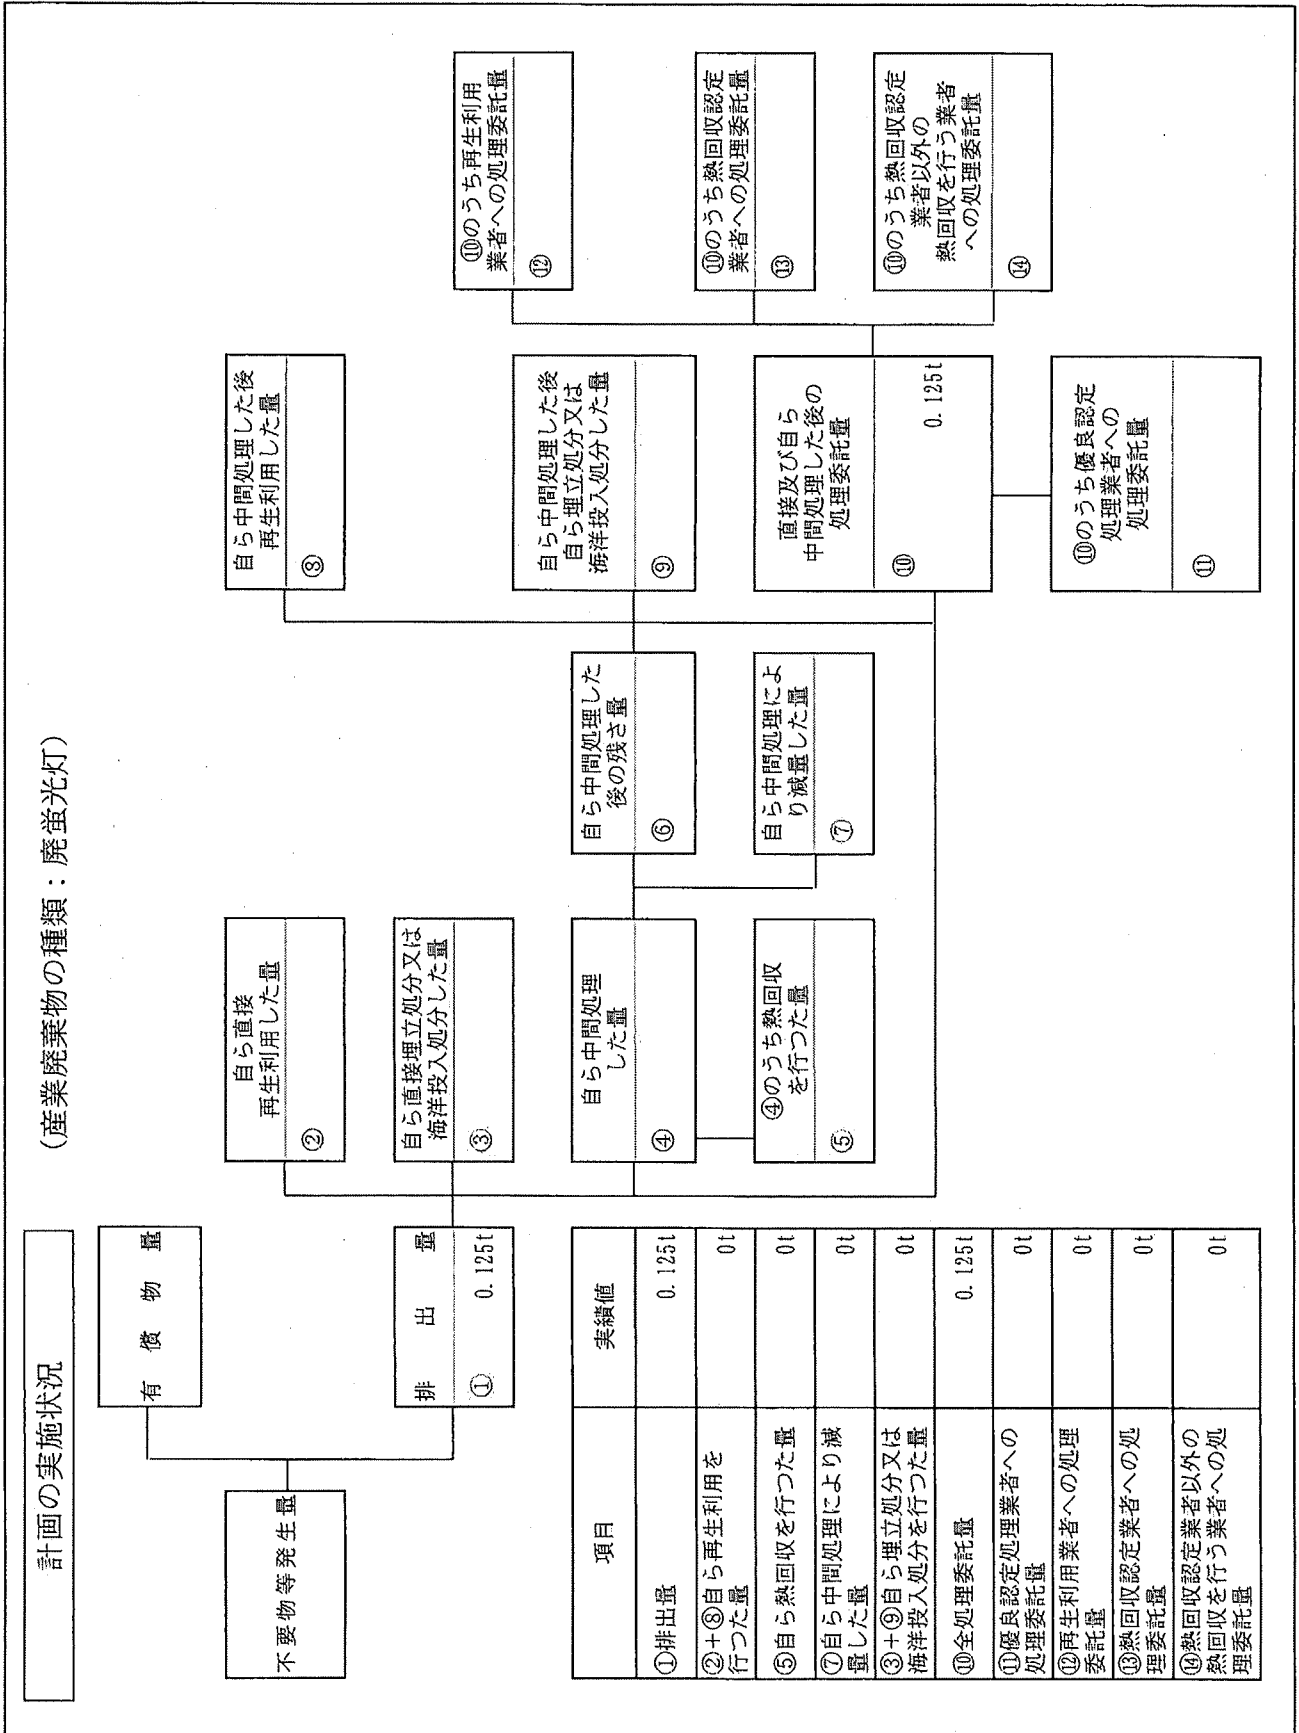 計画の実施状況
(産業廃棄物の種類：廃蛍光灯)
不要物等発生量
有償物量
排出量
① 0.125t
自ら直接
再生利用した量
②
自ら直接埋立処分又は
海洋投入処分した量
③
自ら中間処理
した量
④
④のうち熱回収
を行つた量
⑤
自ら中間処理した
後の残さ量
⑥
自ら中間処理によ
り減量した量
⑦
自ら中間処理した後
再生利用した量
⑧
自ら中間処理した後
自ら埋立処分又は
海洋投入処分した量
⑨
直接及び自ら
中間処理した後の
処理委託量
⑩ 0.125t
⑩のうち優良認定
処理業者への
処理委託量
⑪
⑩のうち再生利用
業者への処理委託量
⑫
⑩のうち熱回収認定
業者への処理委託量
⑬
⑩のうち熱回収認定
業者以外の
熱回収を行う業者
への処理委託量
⑭
項目 実績値
①排出量 0.125t
②+⑧自ら再生利用を
行つた量 0t
⑤自ら熱回収を行つた量 0t
⑦自ら中間処理により減
量した量 0t
③+⑨自ら埋立処分又は
海洋投入処分を行つた量 0t
⑩全処理委託量 0.125t
⑪優良認定処理業者への
処理委託量 0t
⑫再生利用業者への処理
委託量 0t
⑬熱回収認定業者への処
理委託量 0t
⑭熱回収認定業者以外の
熱回収を行う業者への処
理委託量 0t